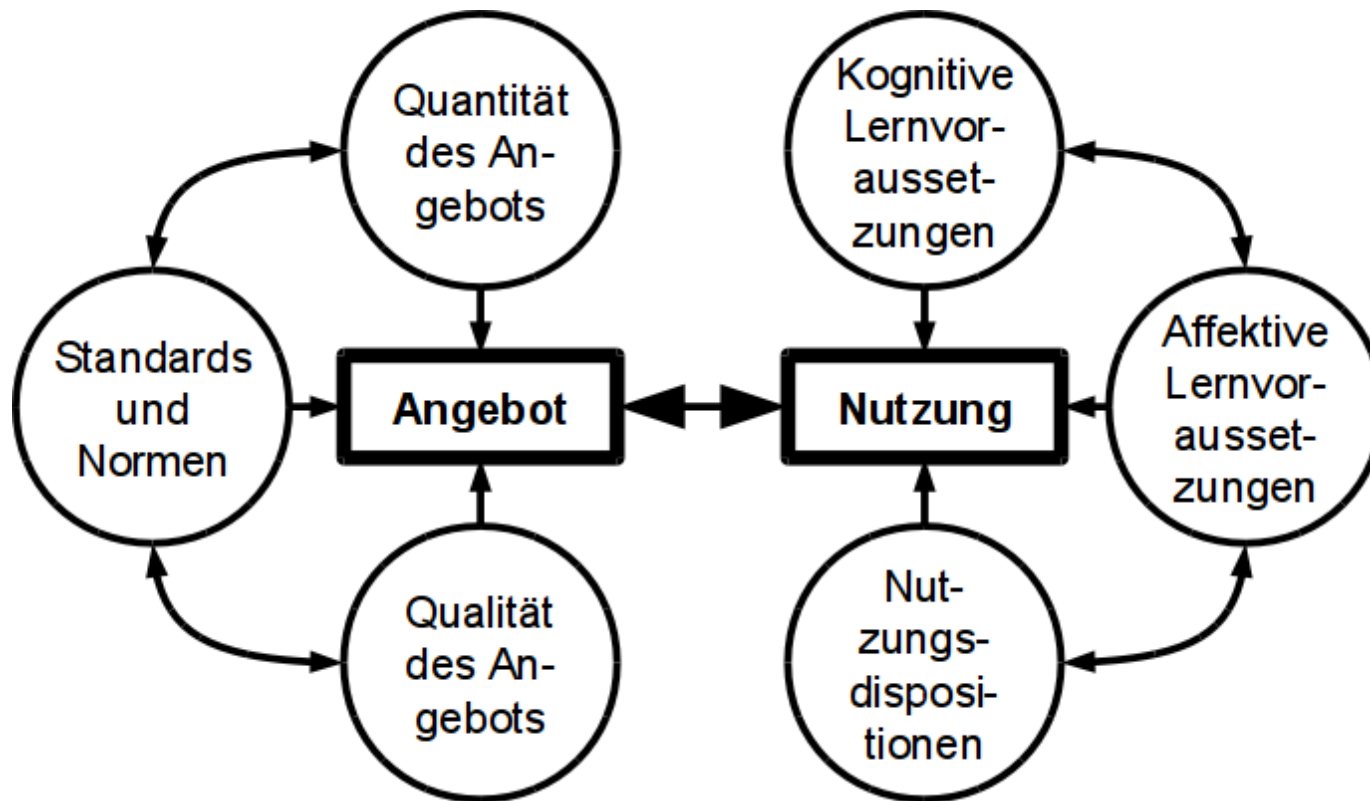 Quantität
des An-
gebots
Kognitive
Lernvor-
ausset-
zungen
Standards
und
Normen
Angebot
Nutzung
Affektive
Lernvor-
ausset-
zungen
Qualität
des An-
gebots
Nut-
zungs-
dispositi-
tionen